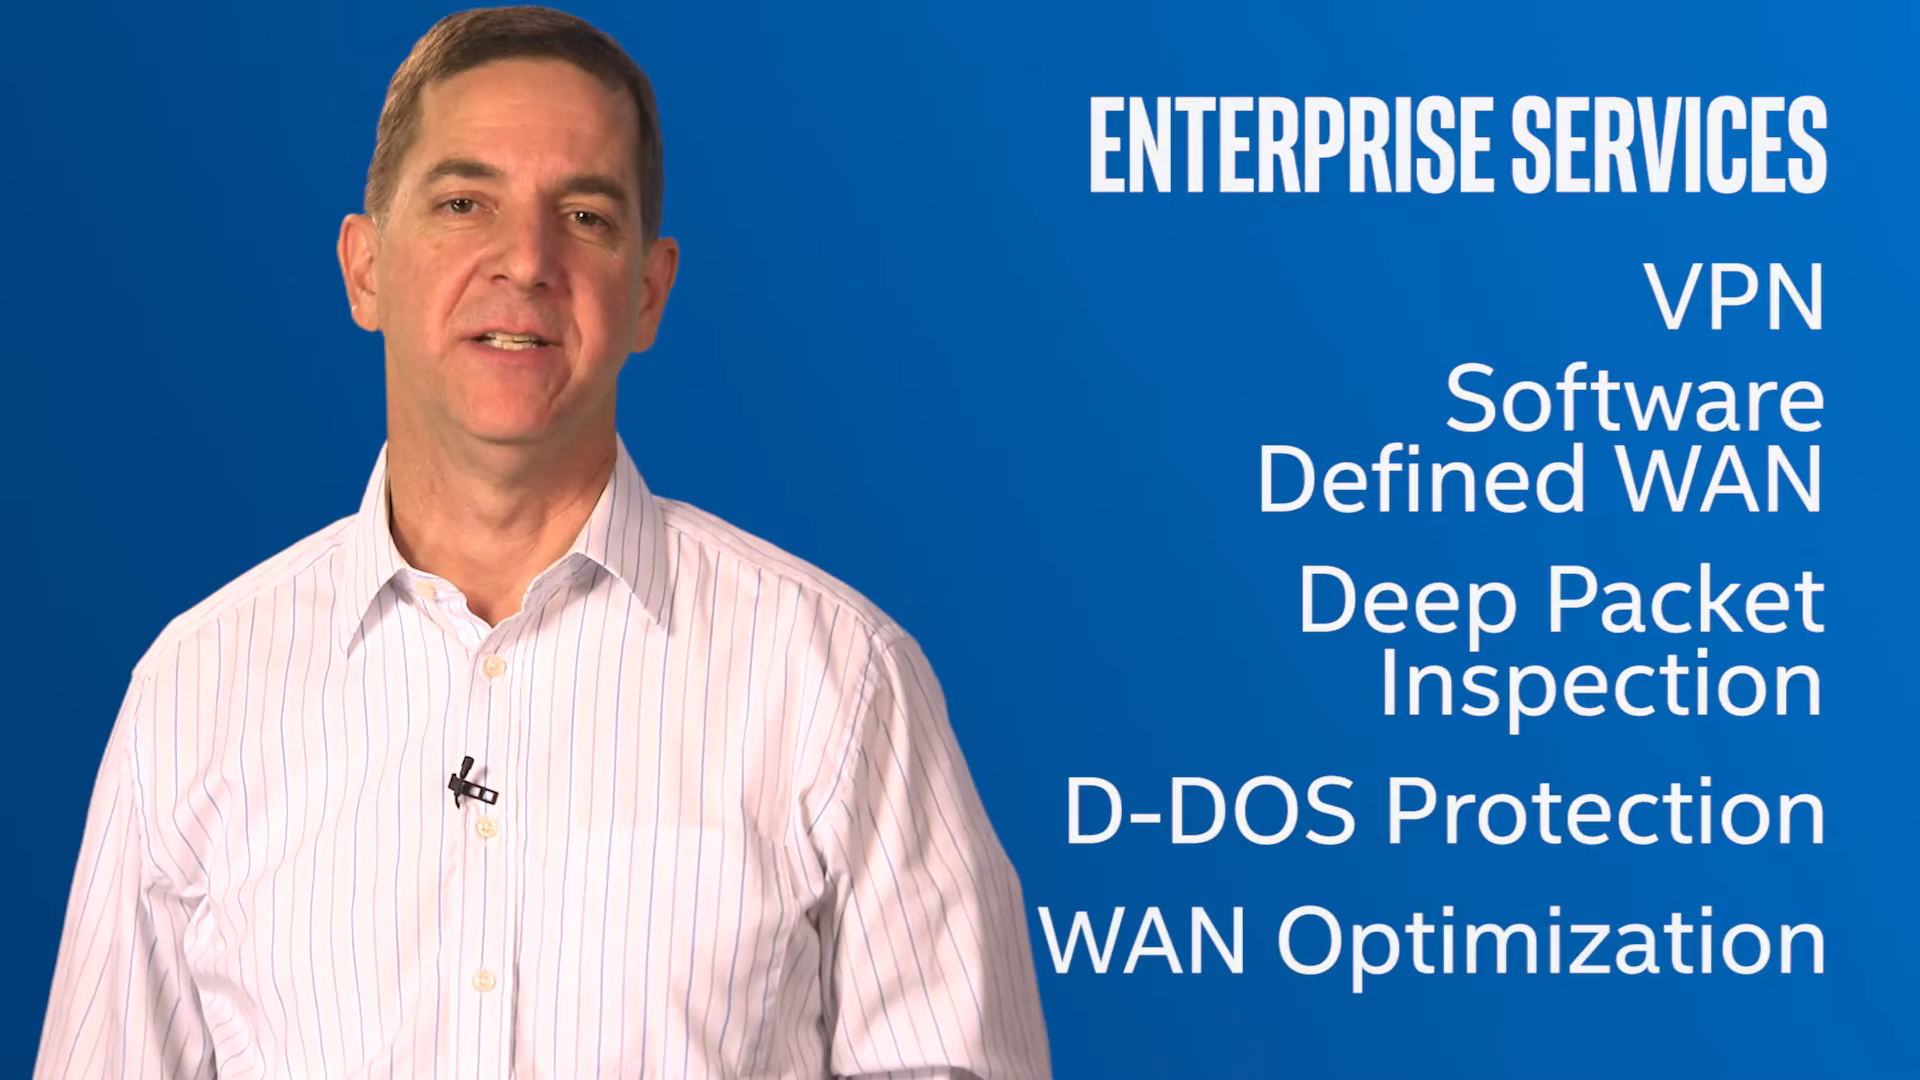 ENTERPRISE SERVICES
VPN
Software
Defined WAN
Deep Packet
Inspection
D-DOS Protection
WAN Optimization